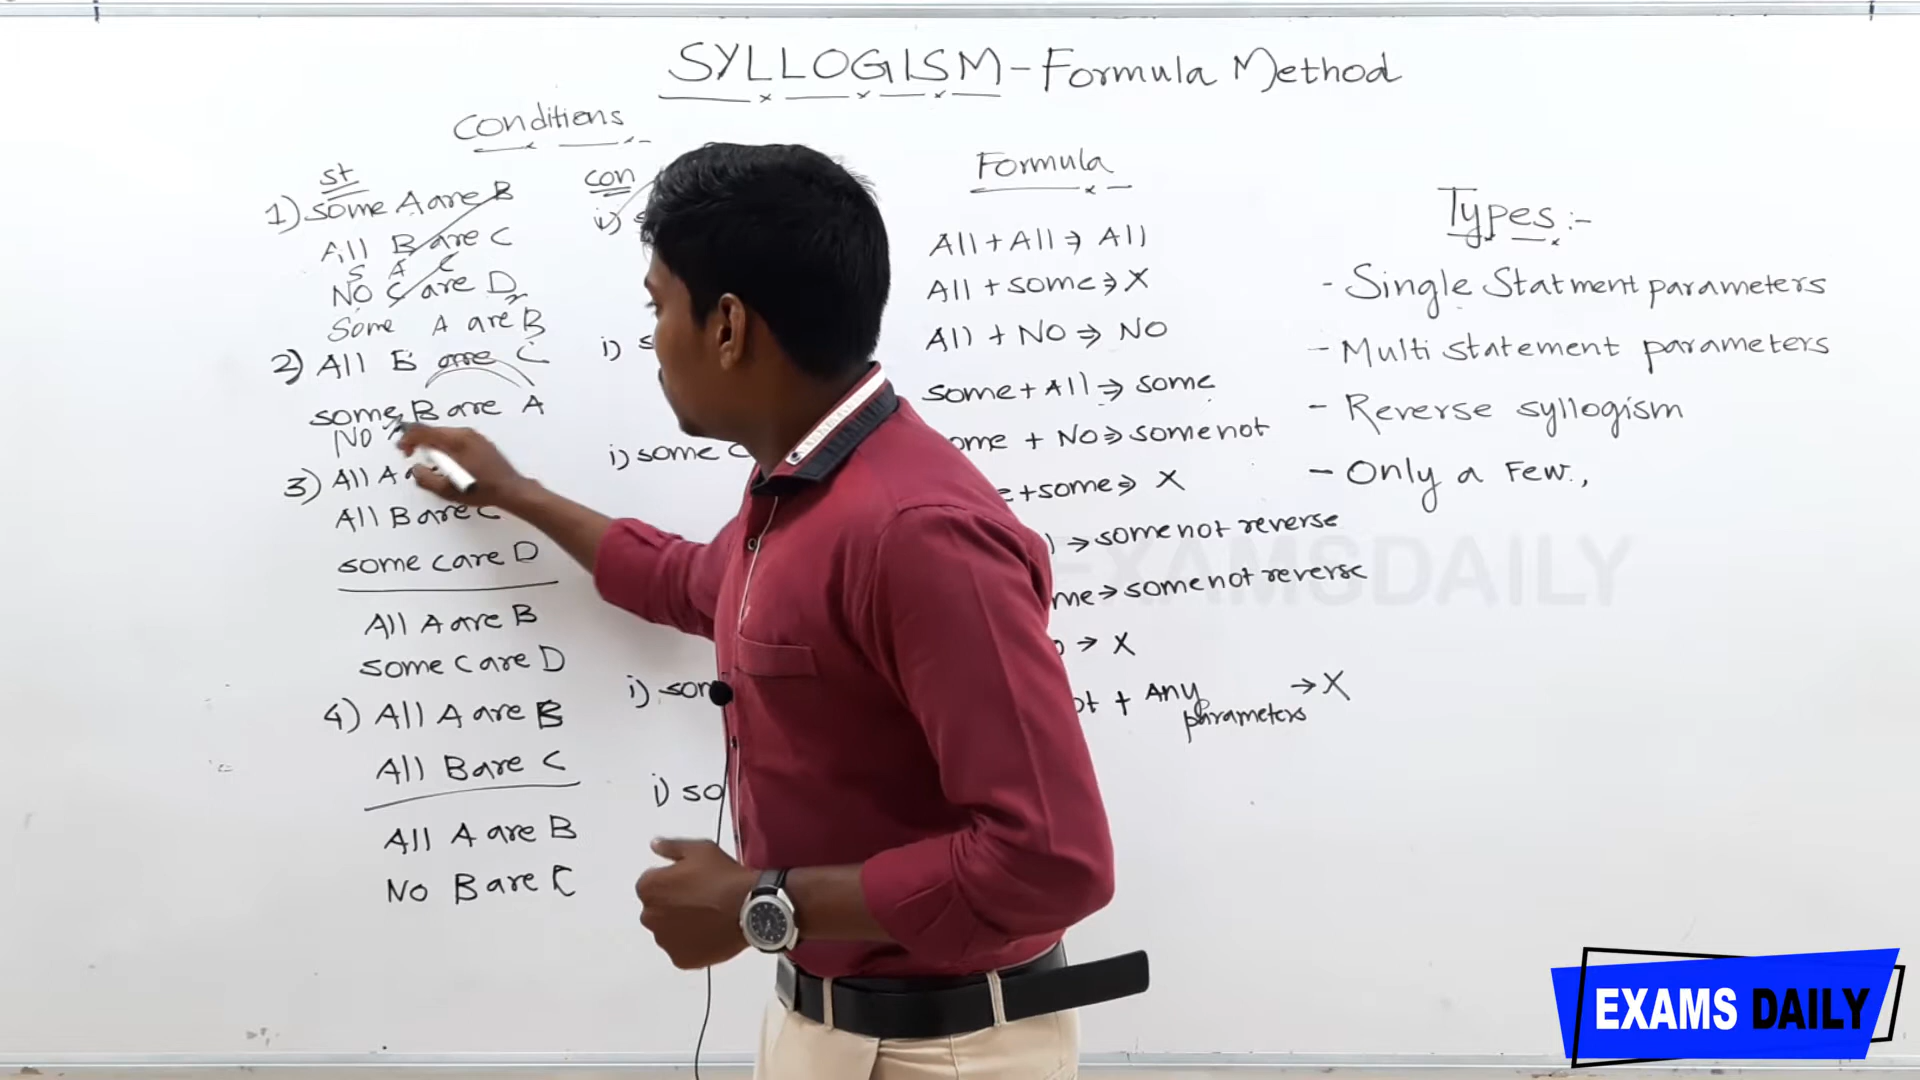 SYLLOGISM - Formula Method
Conditions
st
1) some A are B
All B are C
S A C
NO C are D
Some A are B
2) All B are C
some B are A
NO
3) All A
All B are C
some C are D
All A are B
some C are D
4) All A are B
All B are C
All A are B
NO B are C
con
i)
i)
i) some C
i)
i) so
Formula
All + All ⇒ All
All + some ⇒ X
All + NO ⇒ NO
some + All ⇒ some
+ NO ⇒ some not
+some ⇒ X
→ some not reverse
→ some not reverse
→ X
+ Any parameters → X
Types :-
- Single Statment parameters
- Multi statement parameters
- Reverse syllogism
- Only a Few.,
EXAMSDAILY
EXAMS DAILY